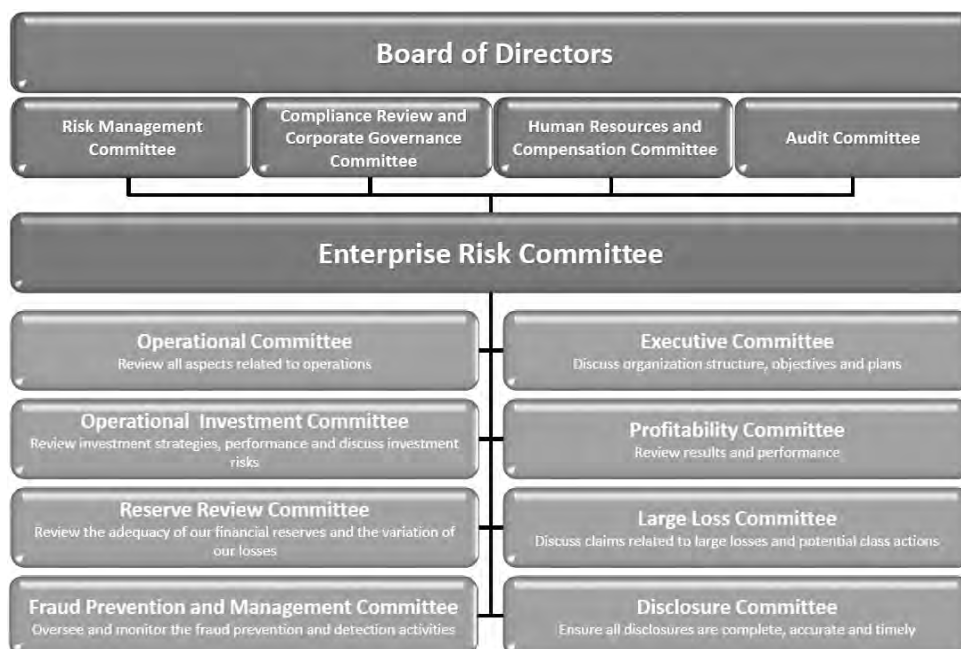 Board of Directors
Risk Management
Committee
Compliance Review and
Corporate Governance
Committee
Human Resources and
Compensation Committee
Audit Committee
Enterprise Risk Committee
Operational Committee
Review all aspects related to operations
Executive Committee
Discuss organization structure, objectives and plans
Operational Investment Committee
Review investment strategies, performance and discuss investment
risks
Profitability Committee
Review results and performance
Reserve Review Committee
Review the adequacy of our financial reserves and the variation of
our losses
Large Loss Committee
Discuss claims related to large losses and potential class actions
Fraud Prevention and Management Committee
Oversee and monitor the fraud prevention and detection activities
Disclosure Committee
Ensure all disclosures are complete, accurate and timely